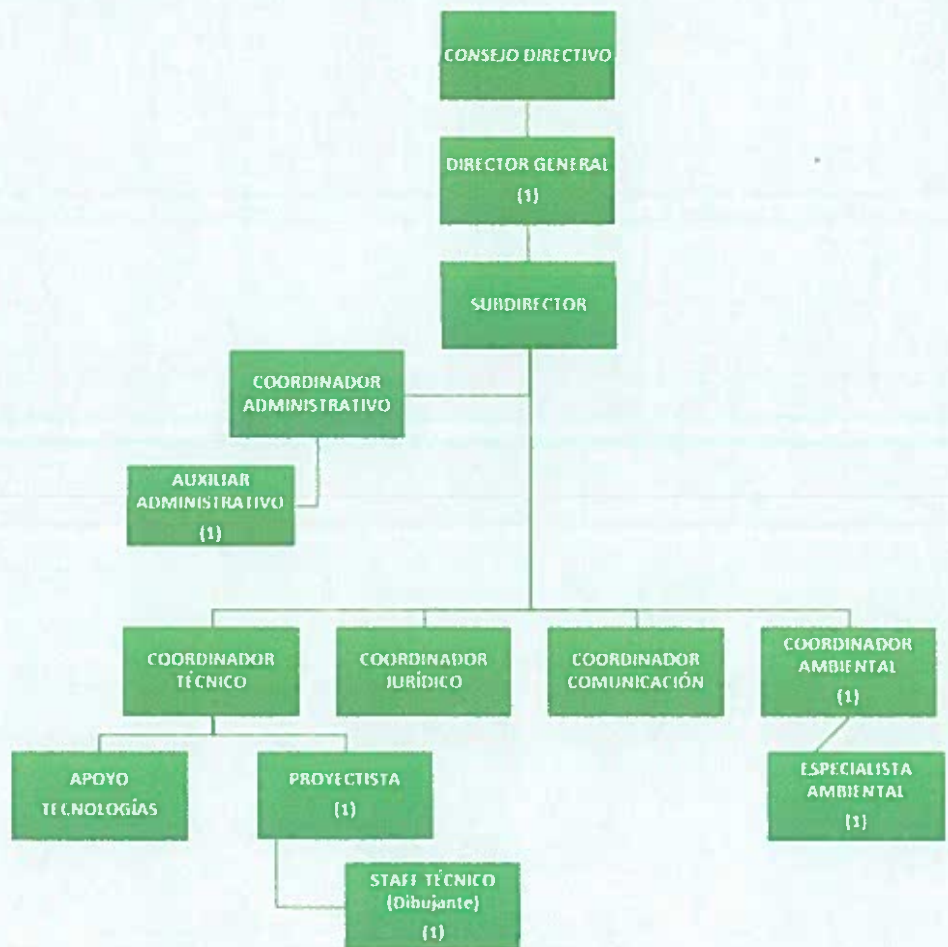 CONSEJO DIRECTIVO
DIRECTOR GENERAL
(1)
SUBDIRECTOR
COORDINADOR
ADMINISTRATIVO
AUXILIAR
ADMINISTRATIVO
(1)
COORDINADOR
TÉCNICO
COORDINADOR
JURÍDICO
COORDINADOR
COMUNICACIÓN
COORDINADOR
AMBIENTAL
(1)
APOYO
TECNOLOGÍAS
PROYECTISTA
(1)
ESPECIALISTA
AMBIENTAL
(1)
STAFF TÉCNICO
(Dibujante)
(1)